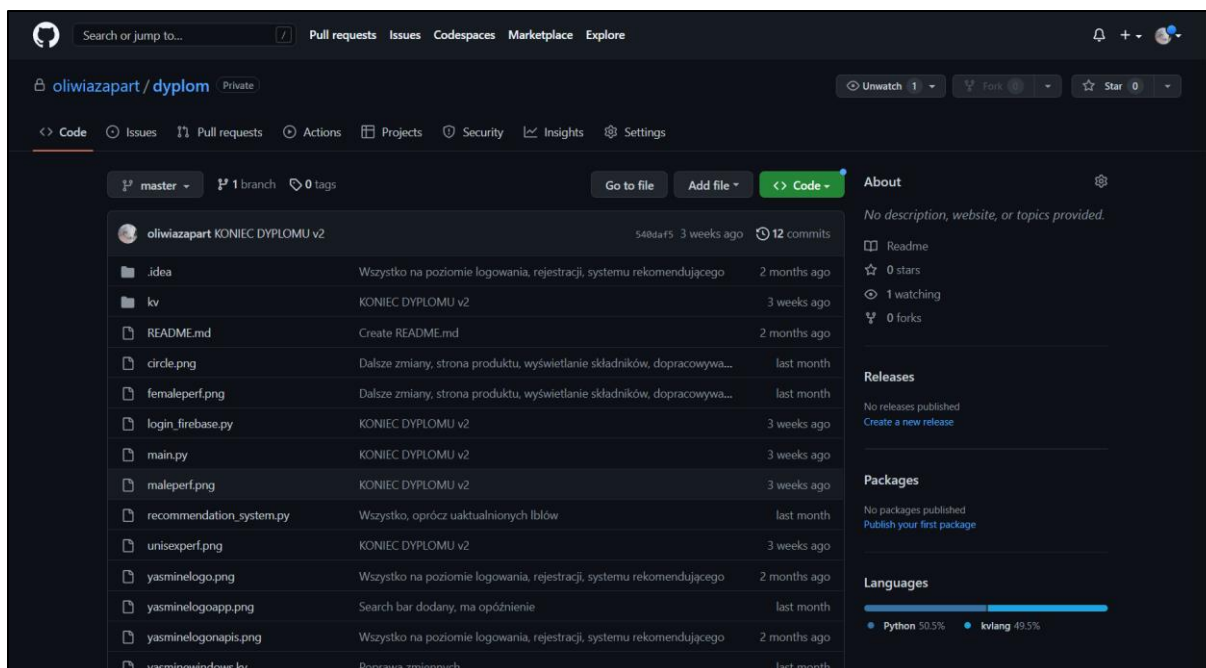 Search or jump to... / Pull requests Issues Codespaces Marketplace Explore
oliwiazapart / dyplom Private Unwatch 1 Fork 0 Star 0
Code Issues Pull requests Actions Projects Security Insights Settings
master 1 branch 0 tags Go to file Add file Code
oliwiazapart KONIEC DYPLOMU v2 540daf5 3 weeks ago 12 commits
.idea Wszystko na poziomie logowania, rejestracji, systemu rekomendującego 2 months ago
kv KONIEC DYPLOMU v2 3 weeks ago
README.md Create README.md 2 months ago
circle.png Dalsze zmiany, strona produktu, wyświetlanie składników, dopracowywa... last month
femaleperf.png Dalsze zmiany, strona produktu, wyświetlanie składników, dopracowywa... last month
login_firebase.py KONIEC DYPLOMU v2 3 weeks ago
main.py KONIEC DYPLOMU v2 3 weeks ago
maleperf.png KONIEC DYPLOMU v2 3 weeks ago
recommendation_system.py Wszystko, oprócz uaktualnionych lblów last month
unisexperf.png KONIEC DYPLOMU v2 3 weeks ago
yasminelogo.png Wszystko na poziomie logowania, rejestracji, systemu rekomendującego 2 months ago
yasminelogoapp.png Search bar dodany, ma opóźnienie last month
yasminelogonapis.png Wszystko na poziomie logowania, rejestracji, systemu rekomendującego 2 months ago
yasminewindows.kv Poprawa zmiennych last month
About
No description, website, or topics provided.
Readme
0 stars
1 watching
0 forks
Releases
No releases published
Create a new release
Packages
No packages published
Publish your first package
Languages
Python 50.5% kvlang 49.5%